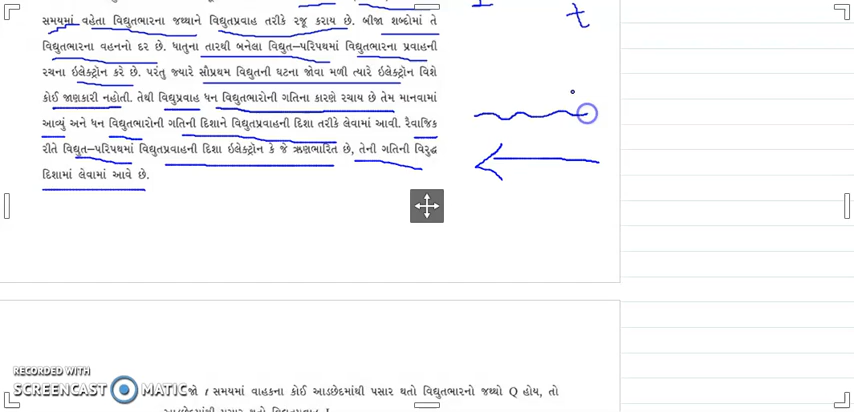 t
સમયમાં વહેતા વિદ્યુતભારના જથ્થાને વિદ્યુતપ્રવાહ તરીકે રજૂ કરાય છે. બીજા શબ્દોમાં તે
વિદ્યુતભારના વહનનો દર છે. ધાતુના તારથી બનેલા વિદ્યુત-પરિપથમાં વિદ્યુતભારના પ્રવાહની
રચના ઇલેક્ટ્રૉન કરે છે. પરંતુ જ્યારે સૌપ્રથમ વિદ્યુતની ઘટના જોવા મળી ત્યારે ઇલેક્ટ્રૉન વિશે
કોઈ જાણકારી નહોતી. તેથી વિદ્યુપ્રવાહ ધન વિદ્યુતભારોની ગતિના કારણે રચાય છે તેમ માનવામાં
આવ્યું અને ધન વિદ્યુતભારોની ગતિની દિશાને વિદ્યુતપ્રવાહની દિશા તરીકે લેવામાં આવી. રૈવાજિક
રીતે વિદ્યુત-પરિપથમાં વિદ્યુતપ્રવાહની દિશા ઇલેક્ટ્રૉન કે જે ઋણભારિત છે, તેની ગતિની વિરુદ્ધ
દિશામાં લેવામાં આવે છે.
જો t સમયમાં વાહકના કોઈ આડછેદમાંથી પસાર થતો વિદ્યુતભારનો જથ્થો Q હોય, તો
RECORDED WITH
SCREENCAST MATIC